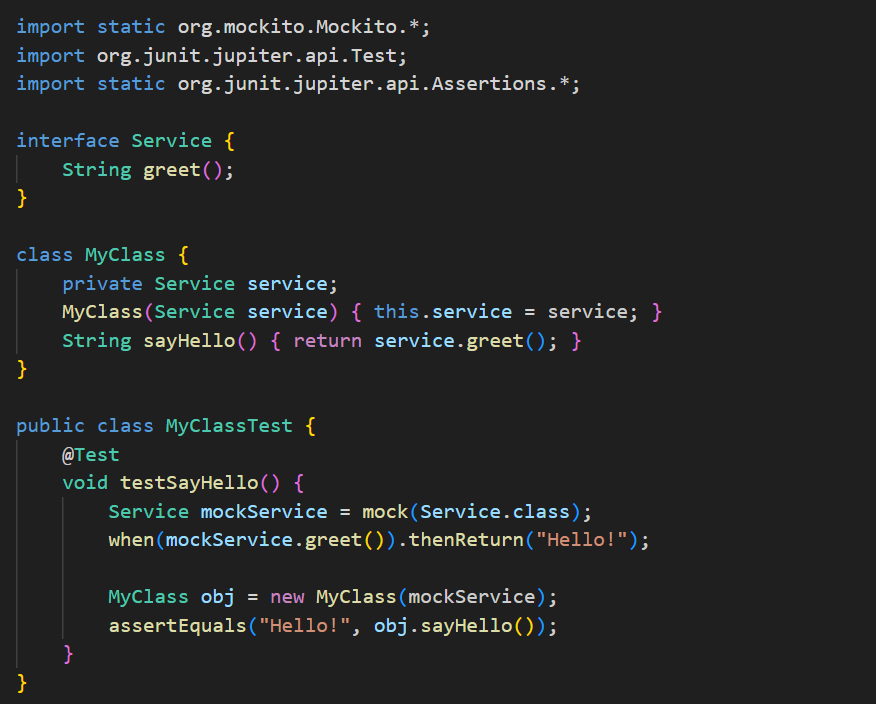 import static org.mockito.Mockito.*;
import org.junit.jupiter.api.Test;
import static org.junit.jupiter.api.Assertions.*;

interface Service {
    String greet();
}

class MyClass {
    private Service service;
    MyClass(Service service) { this.service = service; }
    String sayHello() { return service.greet(); }
}

public class MyClassTest {
    @Test
    void testSayHello() {
        Service mockService = mock(Service.class);
        when(mockService.greet()).thenReturn("Hello!");

        MyClass obj = new MyClass(mockService);
        assertEquals("Hello!", obj.sayHello());
    }
}